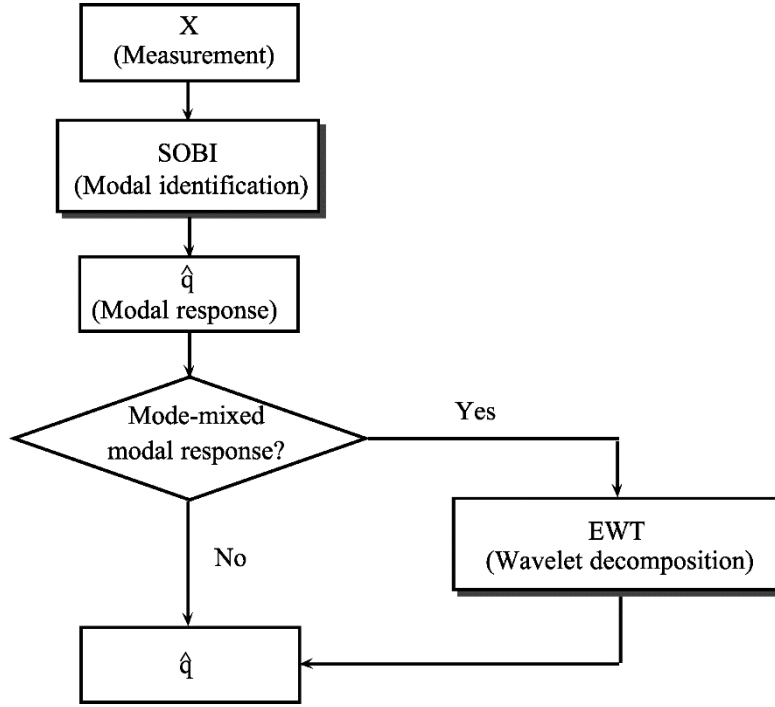 X
(Measurement)
SOBI
(Modal identification)
q̂
(Modal response)
Mode-mixed
modal response?
Yes
No
EWT
(Wavelet decomposition)
q̂